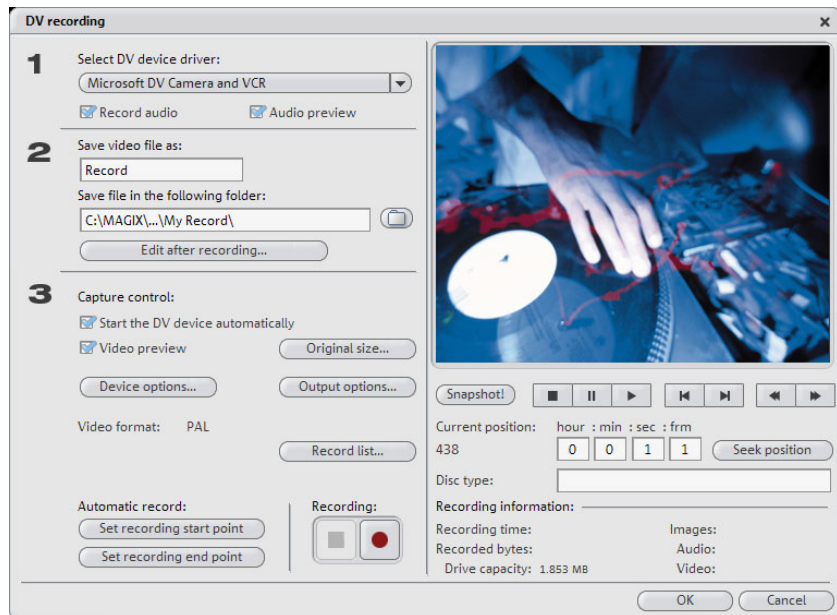 DV recording
1
Select DV device driver:
Microsoft DV Camera and VCR
Record audio
Audio preview
2
Save video file as:
Record
Save file in the following folder:
C:\MAGIX\...\My Record\
Edit after recording...
3
Capture control:
Start the DV device automatically
Video preview
Original size...
Device options...
Output options...
Video format: PAL
Record list...
Automatic record:
Set recording start point
Set recording end point
Recording:
Snapshot!
Current position: hour : min : sec : frm
438 0 0 1 1 Seek position
Disc type:
Recording information:
Recording time: Images:
Recorded bytes: Audio:
Drive capacity: 1.853 MB Video:
OK Cancel